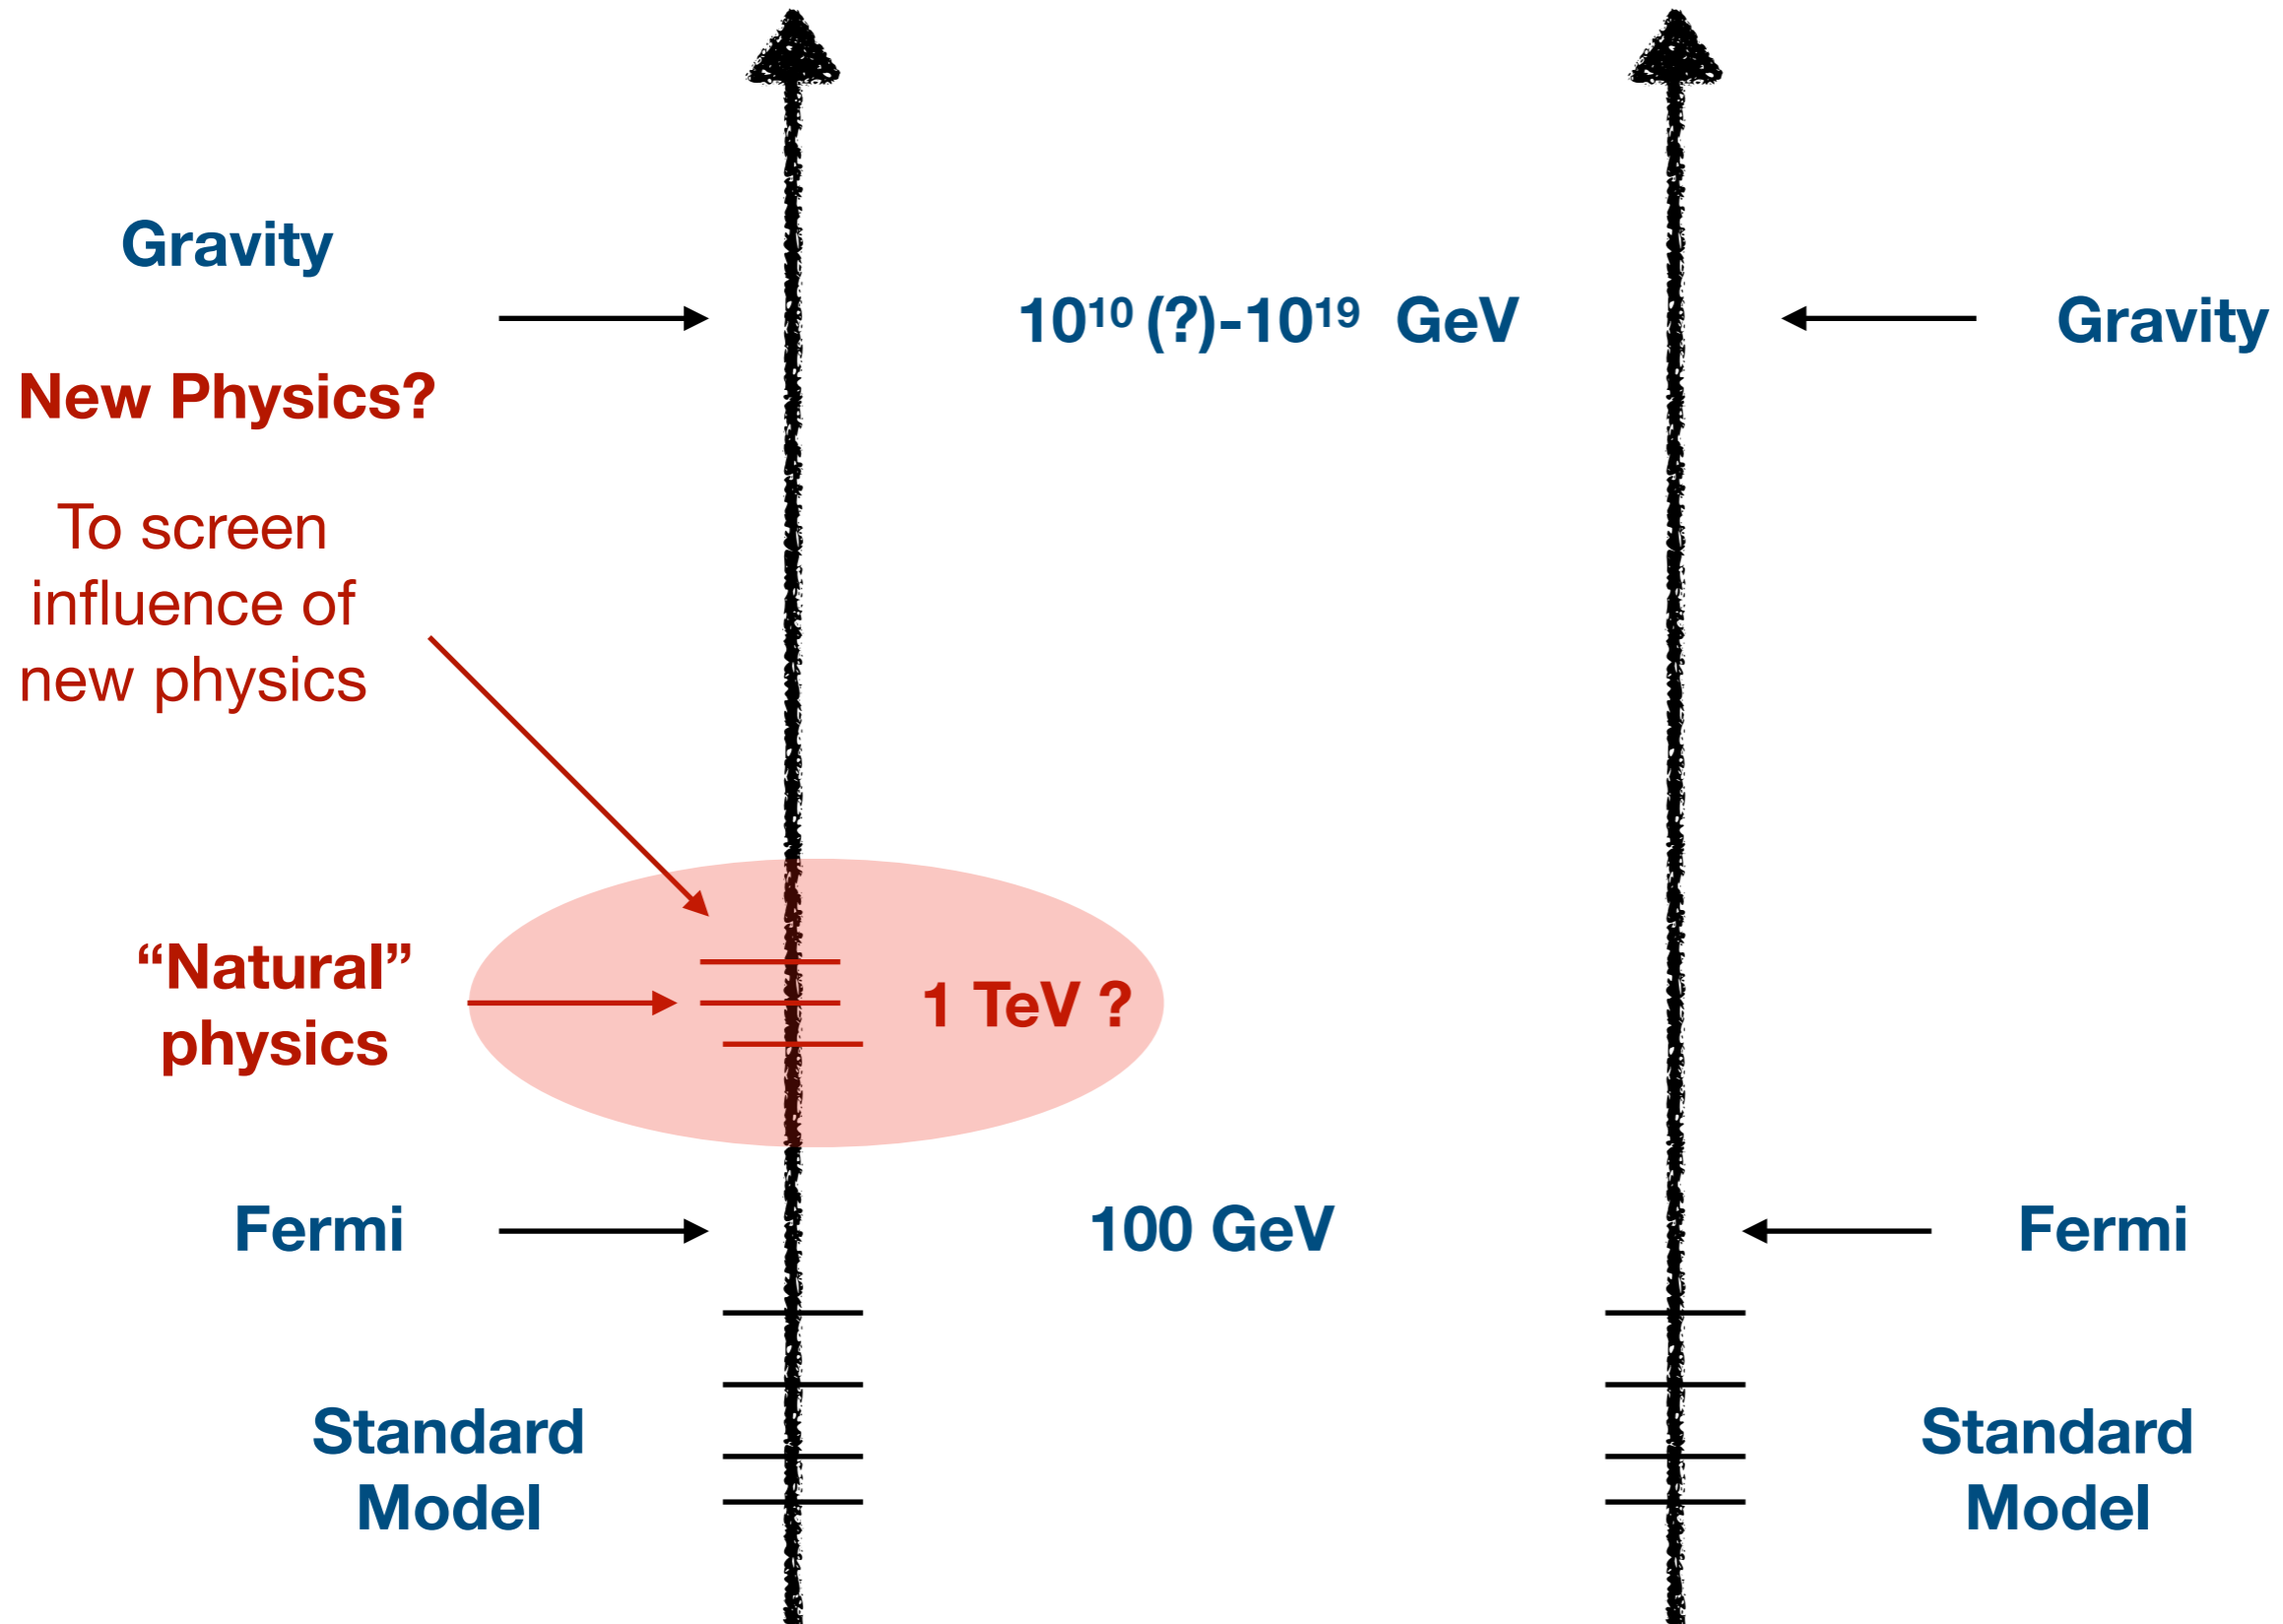 Gravity
10¹⁰ (?)-10¹⁹ GeV
Gravity
New Physics?
To screen
influence of
new physics
“Natural”
physics
1 TeV ?
Fermi
100 GeV
Fermi
Standard
Model
Standard
Model